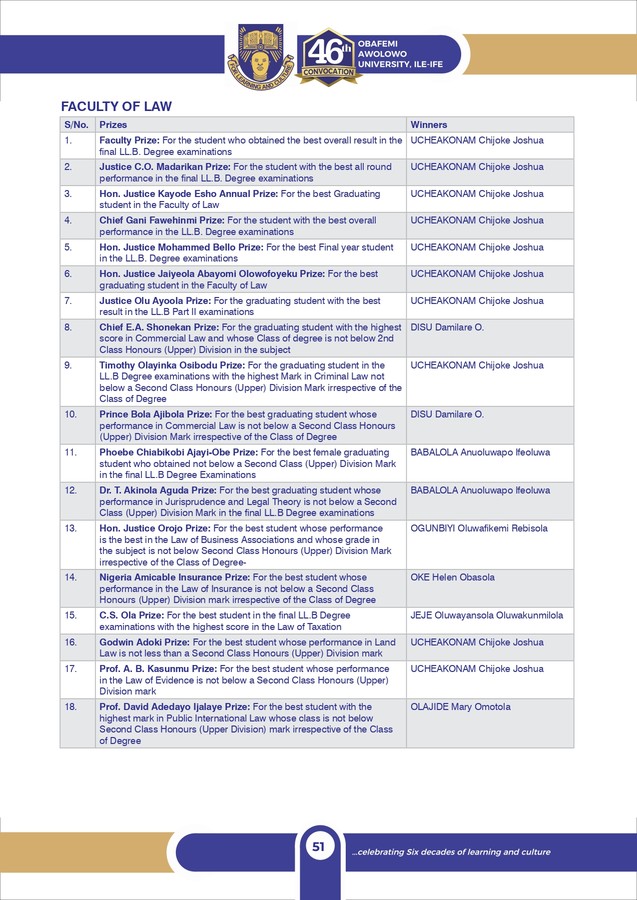 FOR LEARNING AND CULTURE
46th
CONVOCATION
OBAFEMI
AWOLOWO
UNIVERSITY, ILE-IFE
FACULTY OF LAW
S/No. Prizes Winners
1. Faculty Prize: For the student who obtained the best overall result in the UCHEAKONAM Chijoke Joshua
final LL.B. Degree examinations
2. Justice C.O. Madarikan Prize: For the student with the best all round UCHEAKONAM Chijoke Joshua
performance in the final LL.B. Degree examinations
3. Hon. Justice Kayode Esho Annual Prize: For the best Graduating UCHEAKONAM Chijoke Joshua
student in the Faculty of Law
4. Chief Gani Fawehinmi Prize: For the student with the best overall UCHEAKONAM Chijoke Joshua
performance in the LL.B. Degree examinations
5. Hon. Justice Mohammed Bello Prize: For the best Final year student UCHEAKONAM Chijoke Joshua
in the LL.B. Degree examinations
6. Hon. Justice Jaiyeola Abayomi Olowofoyeku Prize: For the best UCHEAKONAM Chijoke Joshua
graduating student in the Faculty of Law
7. Justice Olu Ayoola Prize: For the graduating student with the best UCHEAKONAM Chijoke Joshua
result in the LL.B Part II examinations
8. Chief E.A. Shonekan Prize: For the graduating student with the highest DISU Damilare O.
score in Commercial Law and whose Class of degree is not below 2nd
Class Honours (Upper) Division in the subject
9. Timothy Olayinka Osibodu Prize: For the graduating student in the UCHEAKONAM Chijoke Joshua
LL.B Degree examinations with the highest Mark in Criminal Law not
below a Second Class Honours (Upper) Division Mark irrespective of the
Class of Degree
10. Prince Bola Ajibola Prize: For the best graduating student whose DISU Damilare O.
performance in Commercial Law is not below a Second Class Honours
(Upper) Division Mark irrespective of the Class of Degree
11. Phoebe Chiabikobi Ajayi-Obe Prize: For the best female graduating BABALOLA Anuoluwapo Ifeoluwa
student who obtained not below a Second Class (Upper) Division Mark
in the final LL.B Degree Examinations
12. Dr. T. Akinola Aguda Prize: For the best graduating student whose BABALOLA Anuoluwapo Ifeoluwa
performance in Jurisprudence and Legal Theory is not below a Second
Class (Upper) Division Mark in the final LL.B Degree examinations
13. Hon. Justice Orojo Prize: For the best student whose performance OGUNBIYI Oluwafikemi Rebisola
is the best in the Law of Business Associations and whose grade in
the subject is not below Second Class Honours (Upper) Division Mark
irrespective of the Class of Degree-
14. Nigeria Amicable Insurance Prize: For the best student whose OKE Helen Obasola
performance in the Law of Insurance is not below a Second Class
Honours (Upper) Division mark irrespective of the Class of Degree
15. C.S. Ola Prize: For the best student in the final LL.B Degree JEJE Oluwayansola Oluwakunmilola
examinations with the highest score in the Law of Taxation
16. Godwin Adoki Prize: For the best student whose performance in Land UCHEAKONAM Chijoke Joshua
Law is not less than a Second Class Honours (Upper) Division mark
17. Prof. A. B. Kasunmu Prize: For the best student whose performance UCHEAKONAM Chijoke Joshua
in the Law of Evidence is not below a Second Class Honours (Upper)
Division mark
18. Prof. David Adedayo Ijalaye Prize: For the best student with the OLAJIDE Mary Omotola
highest mark in Public International Law whose class is not below
Second Class Honours (Upper Division) mark irrespective of the Class
of Degree
51
...celebrating Six decades of learning and culture